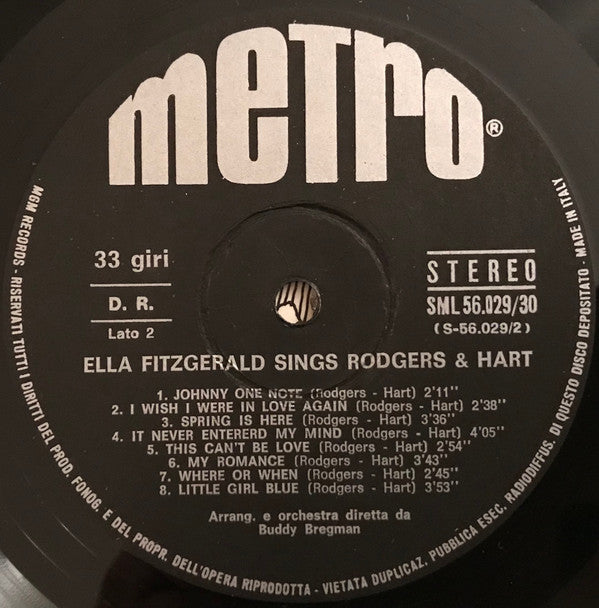 metro®
33 giri
D. R.
Lato 2
STEREO
SML 56.029/30
(S-56.029/2)
ELLA FITZGERALD SINGS RODGERS & HART
1. JOHNNY ONE NOTE (Rodgers - Hart) 2'11''
2. I WISH I WERE IN LOVE AGAIN (Rodgers - Hart) 2'38''
3. SPRING IS HERE (Rodgers - Hart) 3'36''
4. IT NEVER ENTERERD MY MIND (Rodgers - Hart) 4'05''
5. THIS CAN'T BE LOVE (Rodgers - Hart) 2'54''
6. MY ROMANCE (Rodgers - Hart) 3'43''
7. WHERE OR WHEN (Rodgers - Hart) 2'45''
8. LITTLE GIRL BLUE (Rodgers - Hart) 3'53''
Arrang. e orchestra diretta da
Buddy Bregman
MGM RECORDS - RISERVATI TUTTI I DIRITTI DEL PROD. FONOG. E DEL PROPR. DELL'OPERA RIPRODOTTA - VIETATA DUPLICAZ. PUBBLICA ESEC. RADIODIFFUS. DI QUESTO DISCO DEPOSITATO - MADE IN ITALY